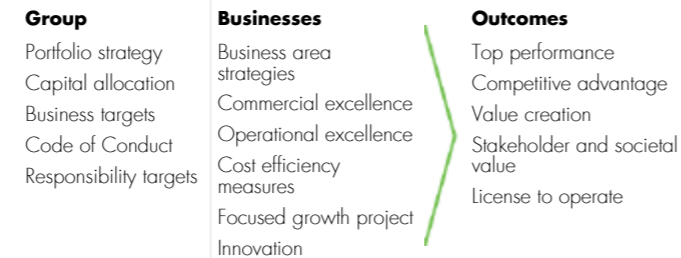 Group
Portfolio strategy
Capital allocation
Business targets
Code of Conduct
Responsibility targets
Businesses
Business area
strategies
Commercial excellence
Operational excellence
Cost efficiency
measures
Focused growth project
Innovation
Outcomes
Top performance
Competitive advantage
Value creation
Stakeholder and societal
value
License to operate